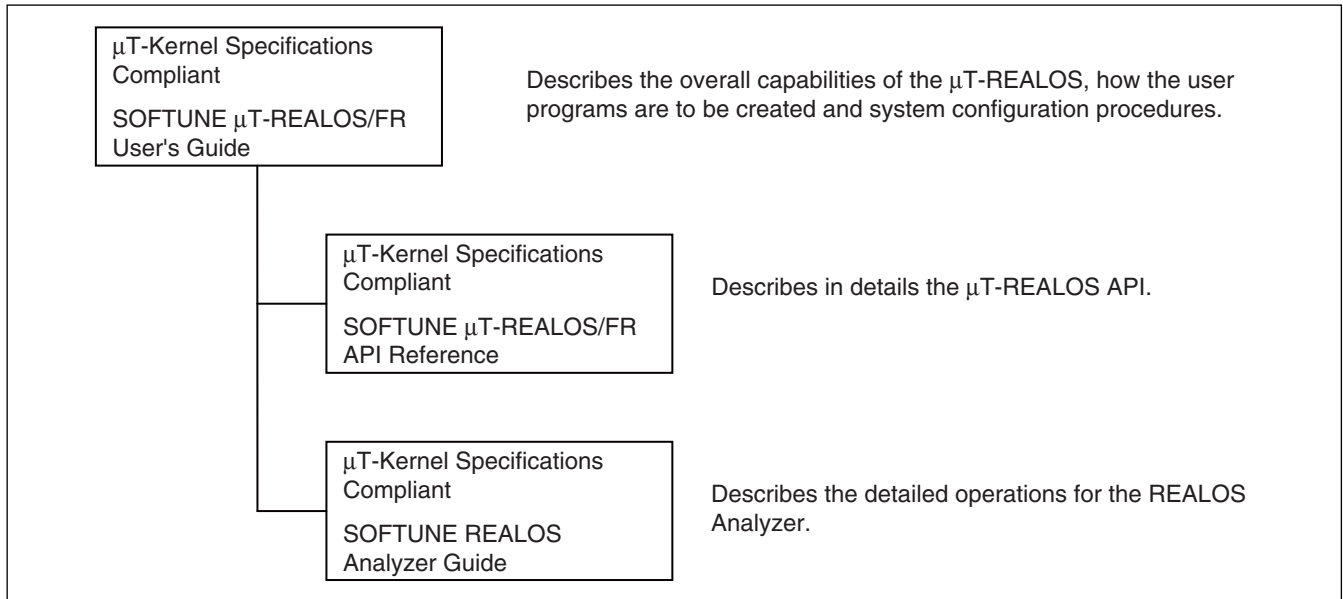 μT-Kernel Specifications
Compliant
SOFTUNE μT-REALOS/FR
User's Guide
Describes the overall capabilities of the μT-REALOS, how the user
programs are to be created and system configuration procedures.
μT-Kernel Specifications
Compliant
SOFTUNE μT-REALOS/FR
API Reference
Describes in details the μT-REALOS API.
μT-Kernel Specifications
Compliant
SOFTUNE REALOS
Analyzer Guide
Describes the detailed operations for the REALOS
Analyzer.